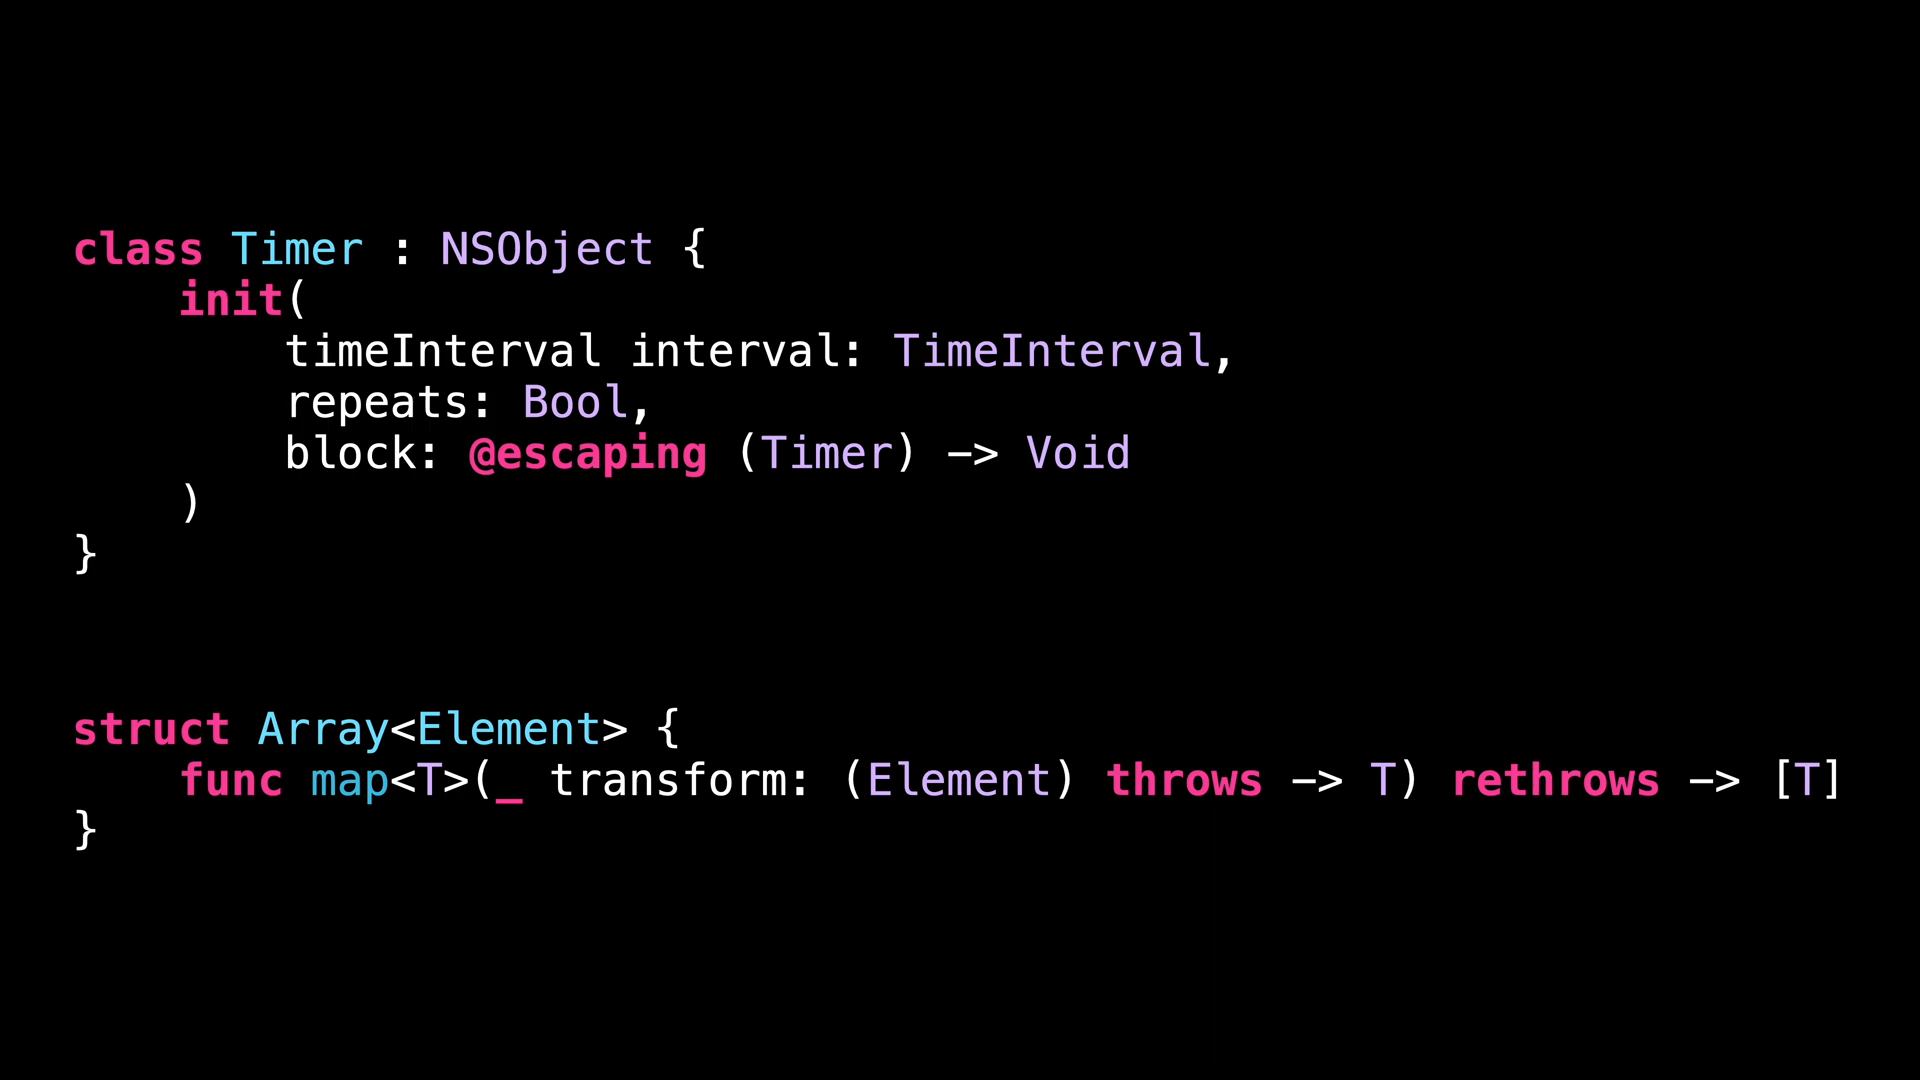 class Timer : NSObject {
    init(
        timeInterval interval: TimeInterval,
        repeats: Bool,
        block: @escaping (Timer) -> Void
    )
}
struct Array<Element> {
    func map<T>(_ transform: (Element) throws -> T) rethrows -> [T]
}